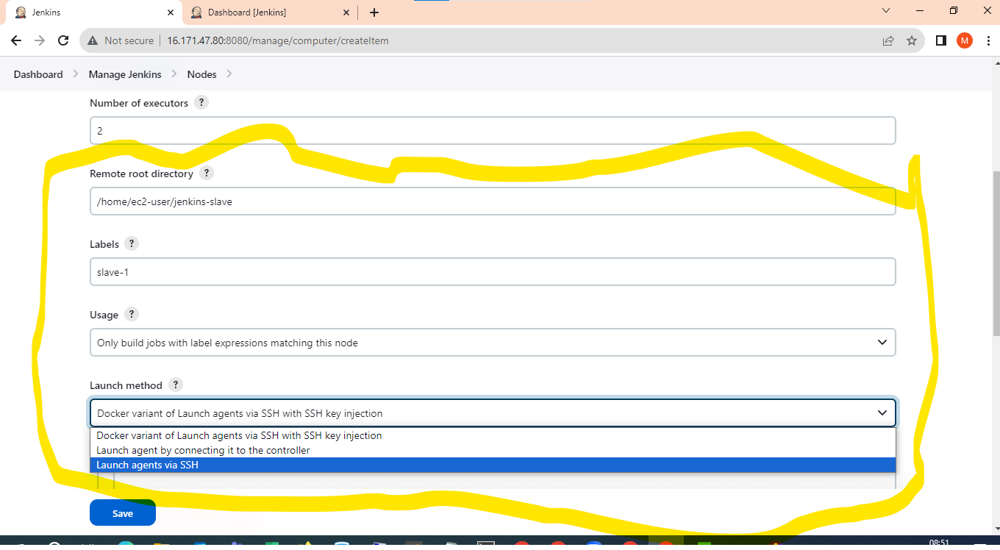 Jenkins
Dashboard [Jenkins]
Not secure
16.171.47.80:8080/manage/computer/createItem
M
Dashboard
Manage Jenkins
Nodes
Number of executors ?
2
Remote root directory ?
/home/ec2-user/jenkins-slave
Labels ?
slave-1
Usage ?
Only build jobs with label expressions matching this node
Launch method ?
Docker variant of Launch agents via SSH with SSH key injection
Docker variant of Launch agents via SSH with SSH key injection
Launch agent by connecting it to the controller
Launch agents via SSH
Save
08:51